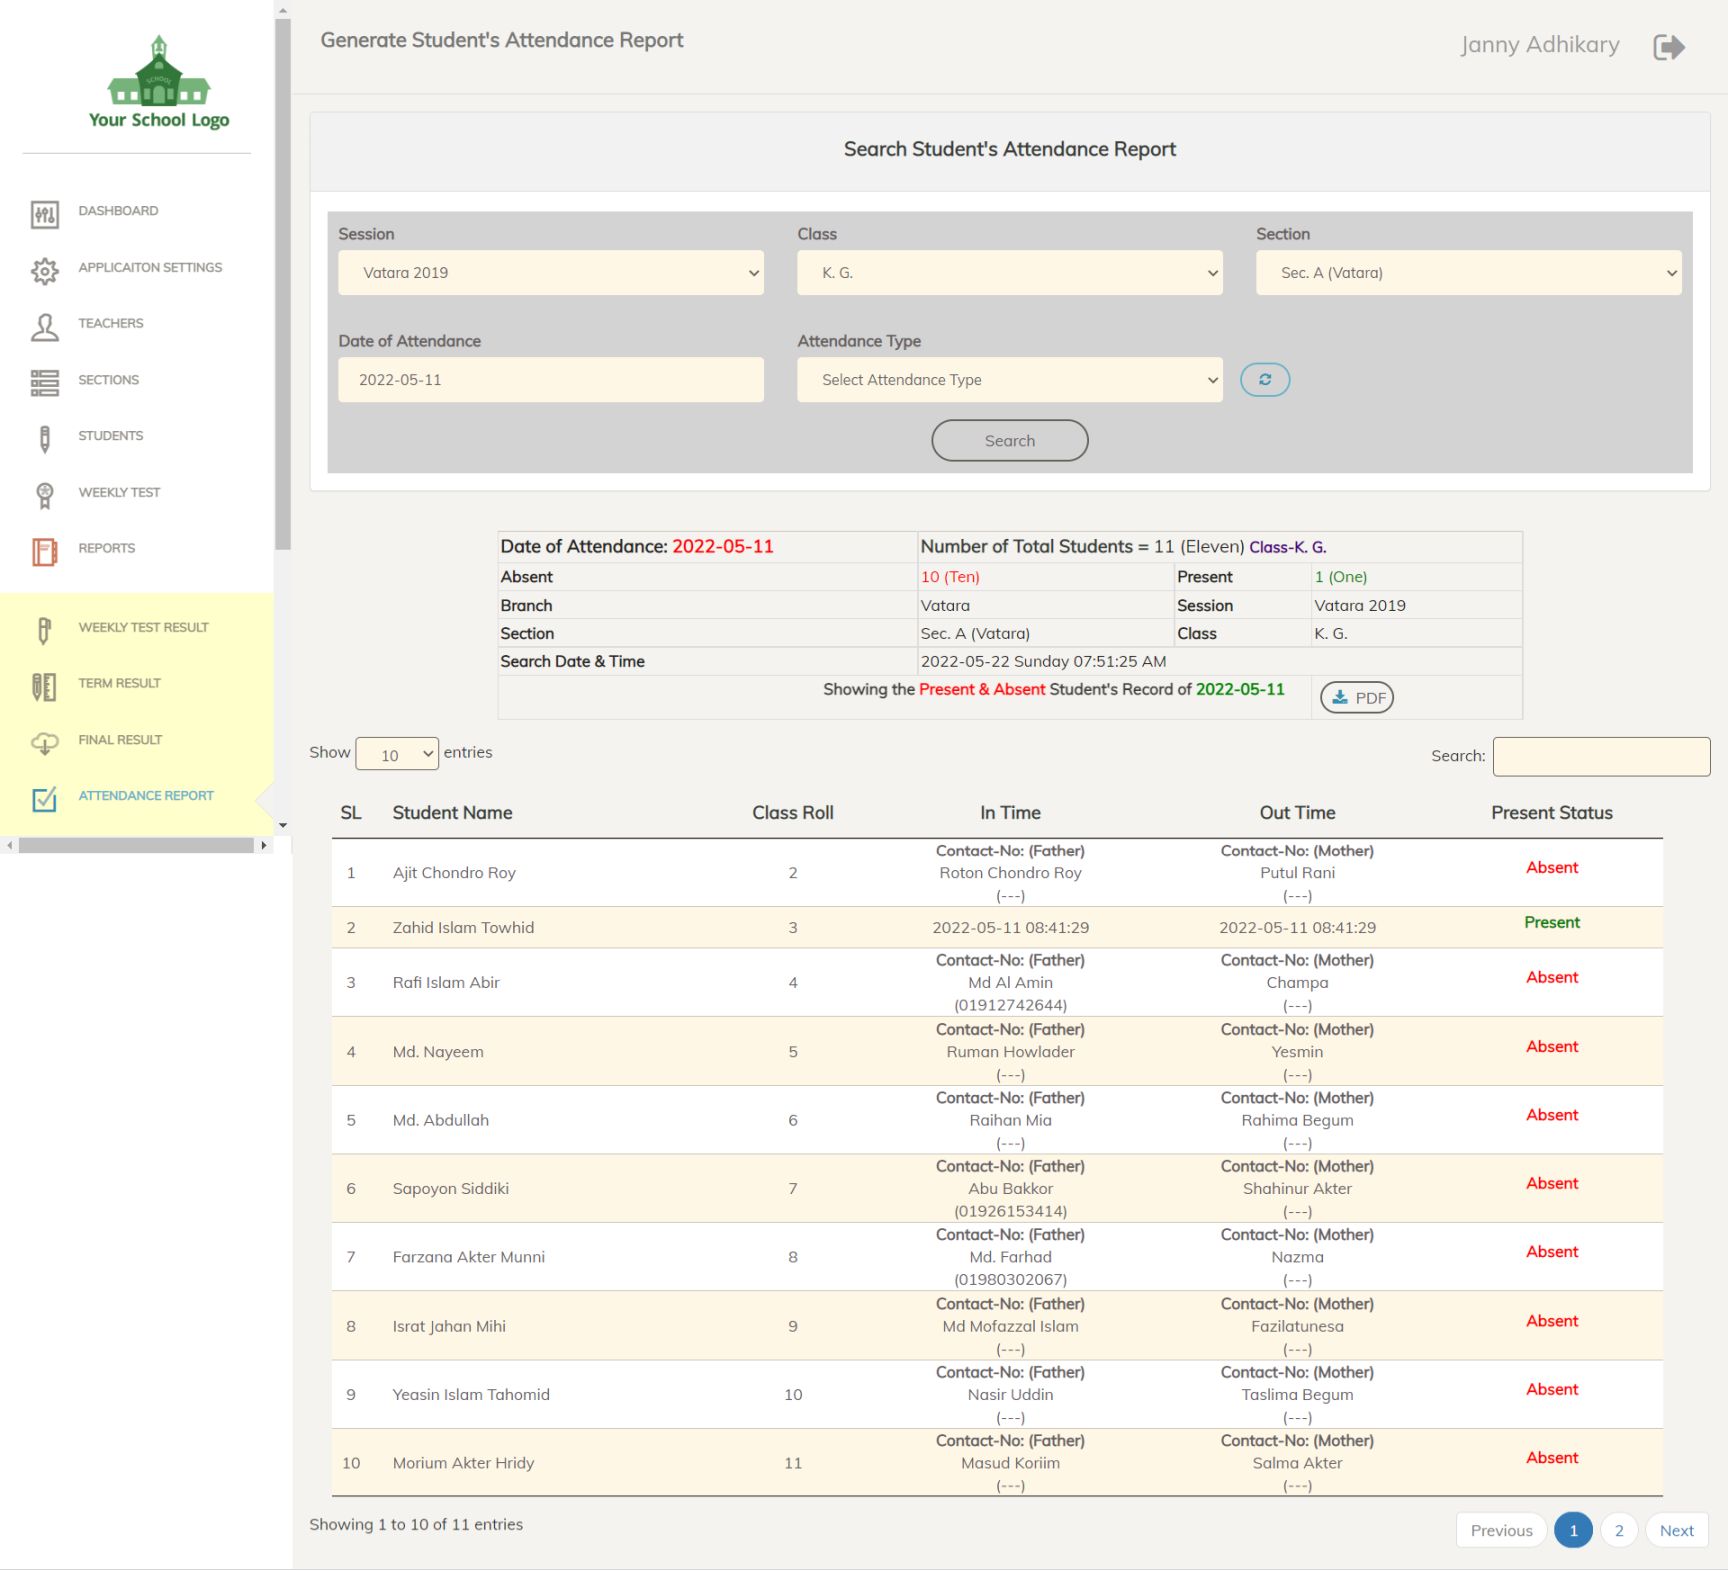 SCHOOL
Your School Logo
DASHBOARD
APPLICAITON SETTINGS
TEACHERS
SECTIONS
STUDENTS
WEEKLY TEST
REPORTS
WEEKLY TEST RESULT
TERM RESULT
FINAL RESULT
ATTENDANCE REPORT
Generate Student's Attendance Report
Janny Adhikary
Search Student's Attendance Report
Session Class Section
Vatara 2019 K. G. Sec. A (Vatara)
Date of Attendance Attendance Type
2022-05-11 Select Attendance Type
Search
Date of Attendance: 2022-05-11 Number of Total Students = 11 (Eleven) Class-K. G.
Absent 10 (Ten) Present 1 (One)
Branch Vatara Session Vatara 2019
Section Sec. A (Vatara) Class K. G.
Search Date & Time 2022-05-22 Sunday 07:51:25 AM
Showing the Present & Absent Student's Record of 2022-05-11 PDF
Show 10 entries Search:
SL Student Name Class Roll In Time Out Time Present Status
Contact-No: (Father) Contact-No: (Mother)
1 Ajit Chondro Roy 2 Roton Chondro Roy Putul Rani Absent
(---) (---)
2 Zahid Islam Towhid 3 2022-05-11 08:41:29 2022-05-11 08:41:29 Present
Contact-No: (Father) Contact-No: (Mother)
3 Rafi Islam Abir 4 Md Al Amin Champa Absent
(01912742644) (---)
Contact-No: (Father) Contact-No: (Mother)
4 Md. Nayeem 5 Ruman Howlader Yesmin Absent
(---) (---)
Contact-No: (Father) Contact-No: (Mother)
5 Md. Abdullah 6 Raihan Mia Rahima Begum Absent
(---) (---)
Contact-No: (Father) Contact-No: (Mother)
6 Sapoyon Siddiki 7 Abu Bakkor Shahinur Akter Absent
(01926153414) (---)
Contact-No: (Father) Contact-No: (Mother)
7 Farzana Akter Munni 8 Md. Farhad Nazma Absent
(01980302067) (---)
Contact-No: (Father) Contact-No: (Mother)
8 Israt Jahan Mihi 9 Md Mofazzal Islam Fazilatunesa Absent
(---) (---)
Contact-No: (Father) Contact-No: (Mother)
9 Yeasin Islam Tahomid 10 Nasir Uddin Taslima Begum Absent
(---) (---)
Contact-No: (Father) Contact-No: (Mother)
10 Morium Akter Hridy 11 Masud Koriim Salma Akter Absent
(---) (---)
Showing 1 to 10 of 11 entries
Previous 1 2 Next